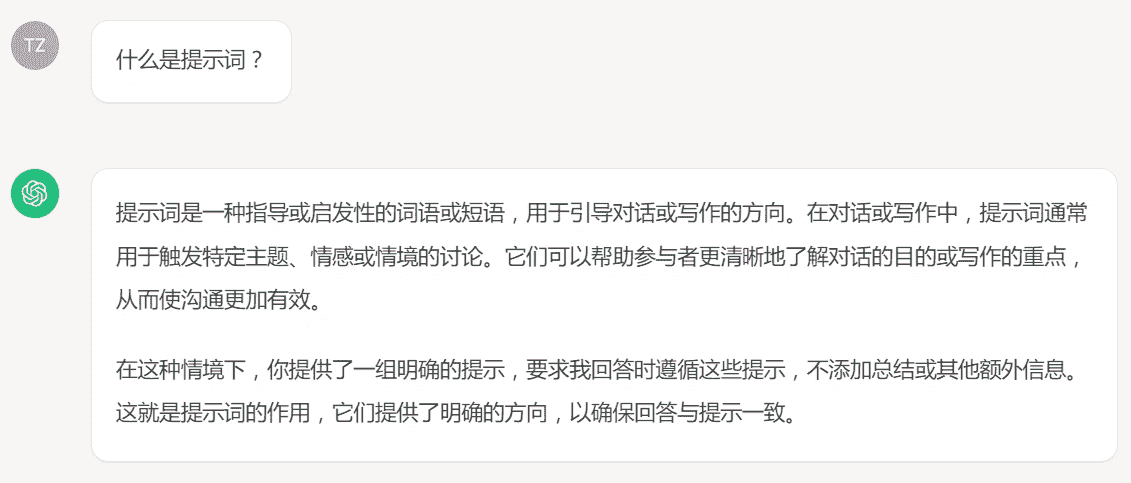 TZ
什么是提示词？
提示词是一种指导或启发性的词语或短语，用于引导对话或写作的方向。在对话或写作中，提示词通常
用于触发特定主题、情感或情境的讨论。它们可以帮助参与者更清晰地了解对话的目的或写作的重点，
从而使沟通更加有效。
在这种情境下，你提供了一组明确的提示，要求我回答时遵循这些提示，不添加总结或其他额外信息。
这就是提示词的作用，它们提供了明确的方向，以确保回答与提示一致。